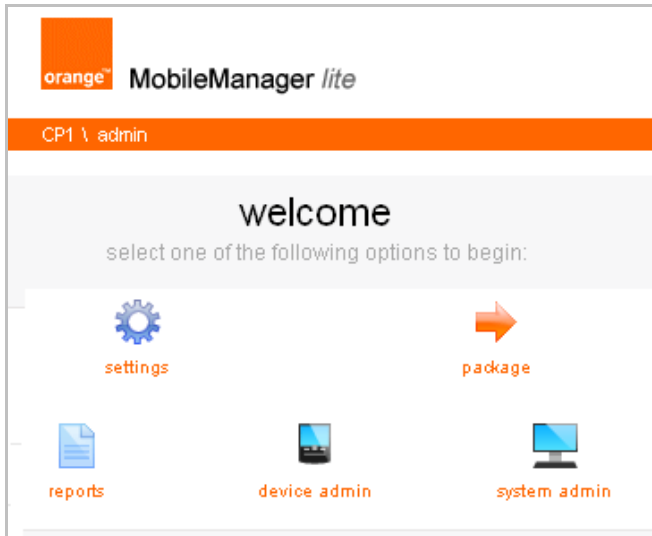 orange™
MobileManager lite
CP1 \ admin
welcome
select one of the following options to begin:
settings
package
reports
device admin
system admin